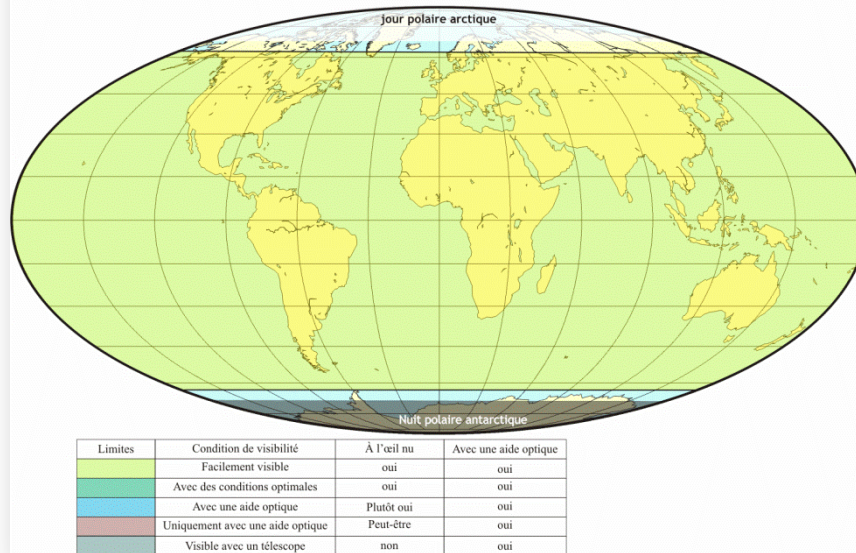 jour polaire arctique
Nuit polaire antarctique
Limites Condition de visibilité À l'œil nu Avec une aide optique
Facilement visible oui oui
Avec des conditions optimales oui oui
Avec une aide optique Plutôt oui oui
Uniquement avec une aide optique Peut-être oui
Visible avec un télescope non oui